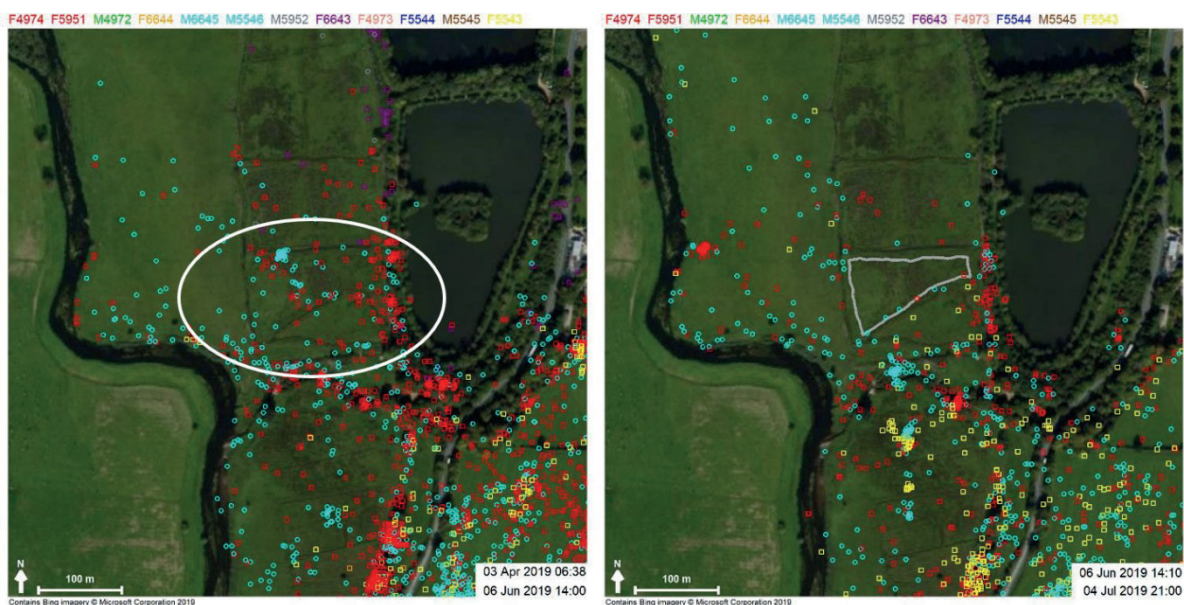 F4974 F5951 M4972 F6644 M6645 M5546 M5952 F6643 F4973 F5544 M5545 F5543
N
100 m
03 Apr 2019 06:38
06 Jun 2019 14:00
Contains Bing imagery © Microsoft Corporation 2019
F4974 F5951 M4972 F6644 M6645 M5546 M5952 F6643 F4973 F5544 M5545 F5543
N
100 m
06 Jun 2019 14:10
04 Jul 2019 21:00
Contains Bing imagery © Microsoft Corporation 2019